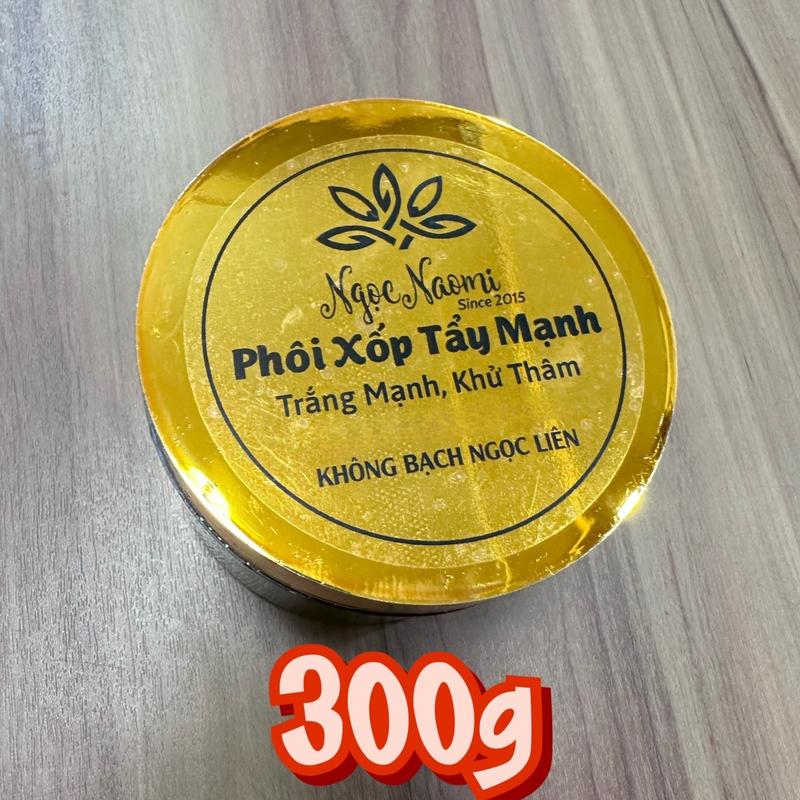 Ngọc Naomi
Since 2015
Phôi Xốp Tẩy Mạnh
Trắng Mạnh, Khử Thâm
KHÔNG BẠCH NGỌC LIÊN
300g